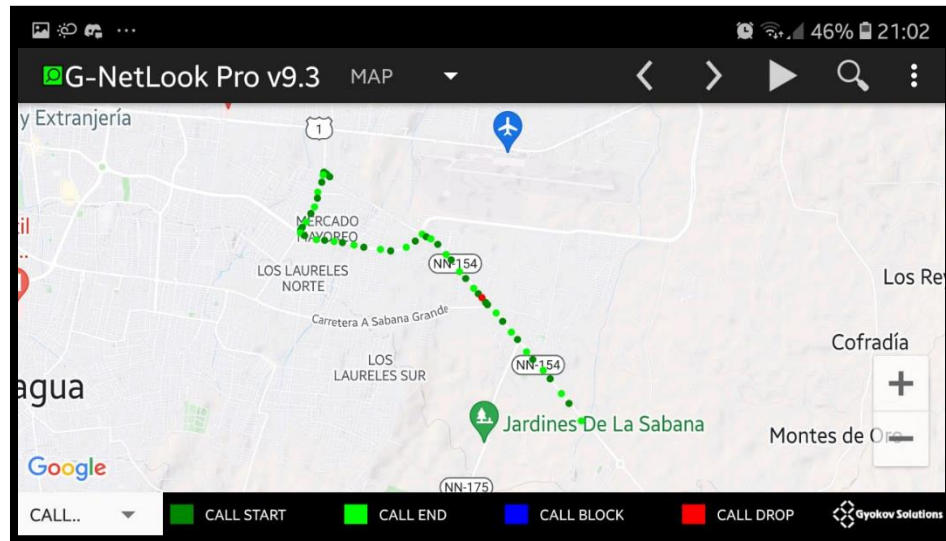 46% 21:02
G-NetLook Pro v9.3 MAP
y Extranjería
1
MERCADO
MAYOREO
il
LOS LAURELES
NORTE
NN-154
Los Re
Carretera A Sabana Grande
Cofradía
LOS
LAURELES SUR
NN-154
agua
+
Jardines De La Sabana
Montes de Oro
−
Google
NN-175
CALL.. CALL START CALL END CALL BLOCK CALL DROP Gyokov Solutions